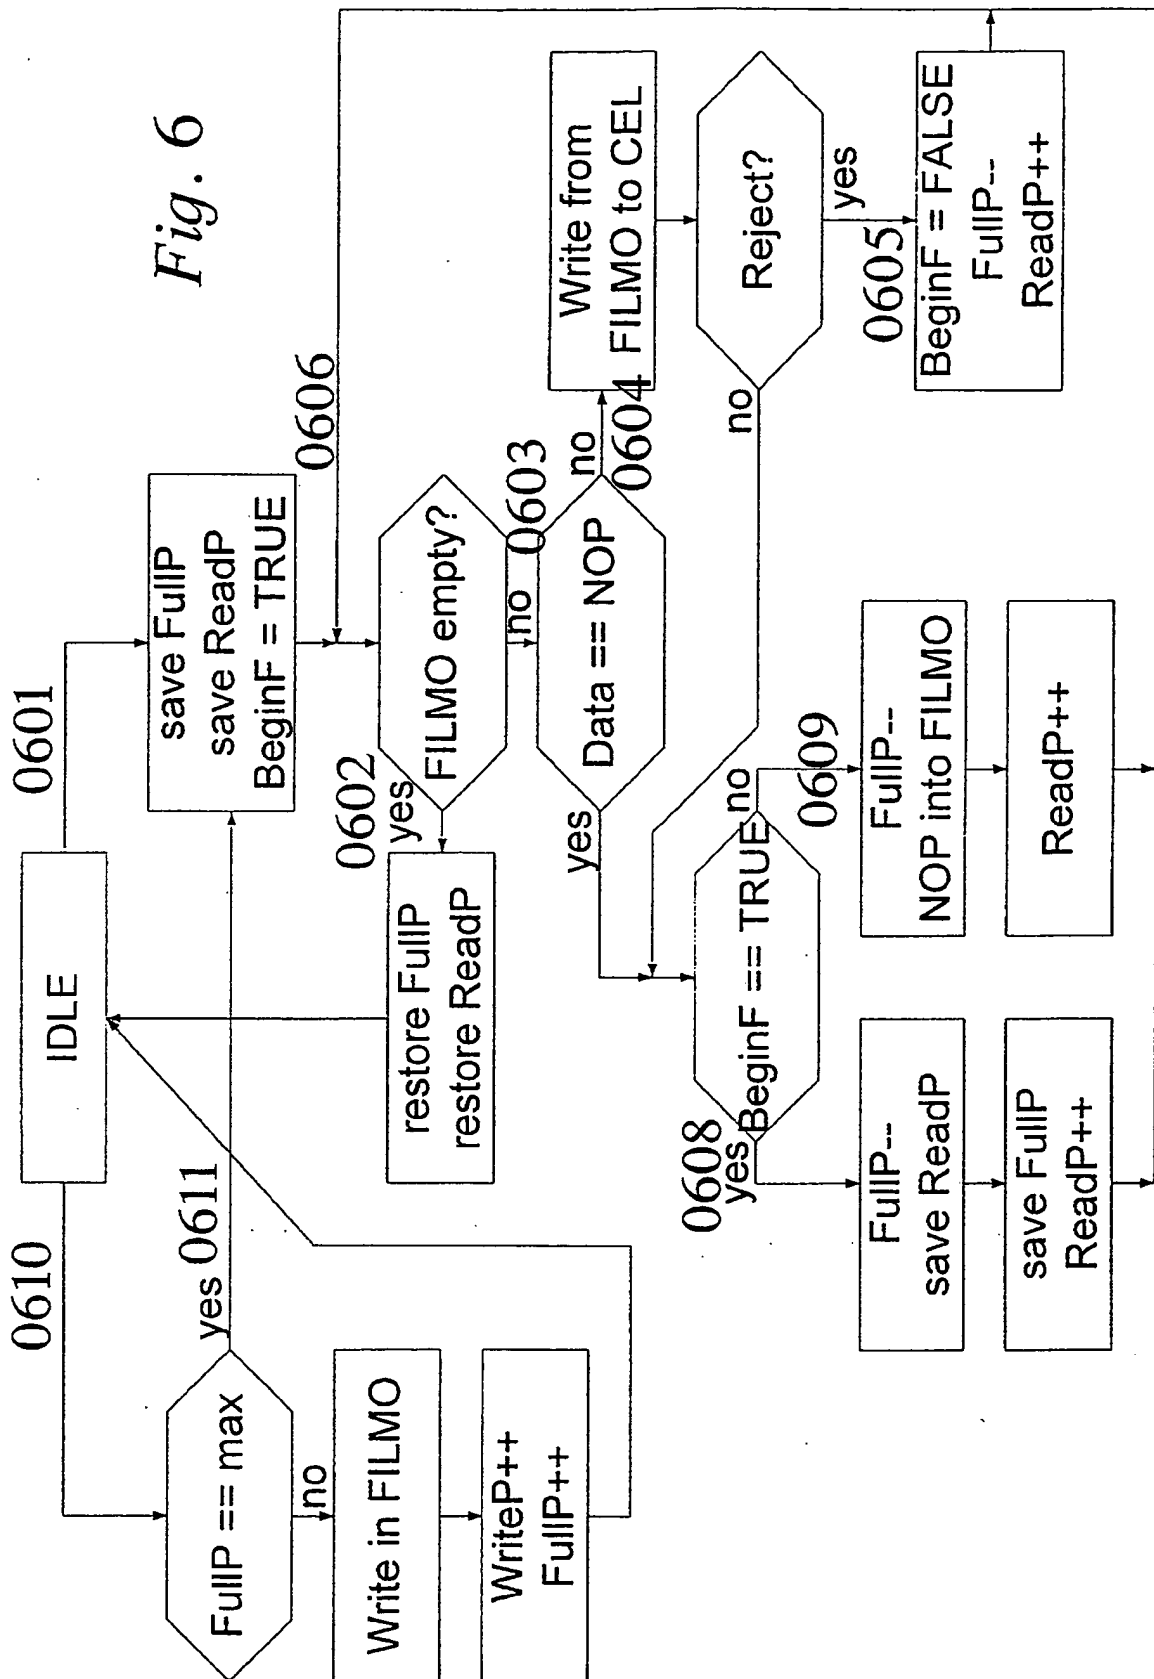 Fig. 6
0610
IDLE
0601
FullP == max
yes
0611
save FullP
save ReadP
BeginF = TRUE
0606
no
Write in FILMO
restore FullP
restore ReadP
0602
yes
FILMO empty?
no
0603
WriteP++
FullP++
yes
Data == NOP
no
0604
Write from
FILMO to CEL
0608
yes
BeginF == TRUE
no
0609
no
Reject?
yes
0605
FullP--
save ReadP
FullP--
NOP into FILMO
BeginF = FALSE
FullP--
ReadP++
save FullP
ReadP++
ReadP++